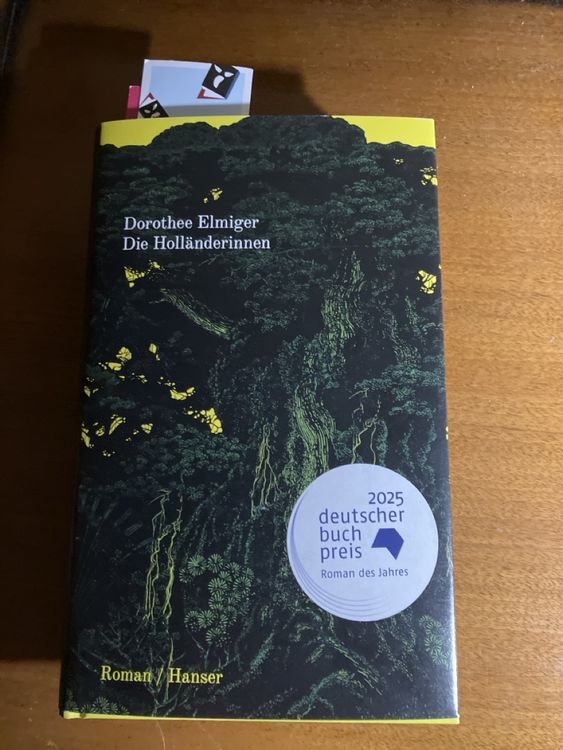 Dorothee Elmiger
Die Holländerinnen
2025
deutscher
buch
preis
Roman des Jahres
Roman / Hanser